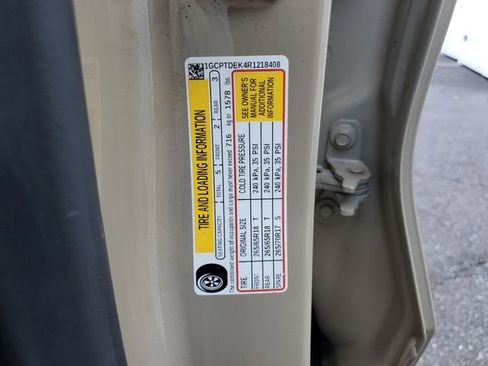 1GCPTDEK4R1218408
TIRE AND LOADING INFORMATION
SEATING CAPACITY TOTAL 5 FRONT 2 REAR 3
The combined weight of occupants and cargo must never exceed 716 kg or 1578 lbs
TIRE ORIGINAL SIZE COLD TIRE PRESSURE
FRONT 265/65R18 T 240 kPa, 35 PSI
REAR 265/65R18 T 240 kPa, 35 PSI
SPARE 265/70R17 S 240 kPa, 35 PSI
SEE OWNER'S
MANUAL FOR
ADDITIONAL
INFORMATION